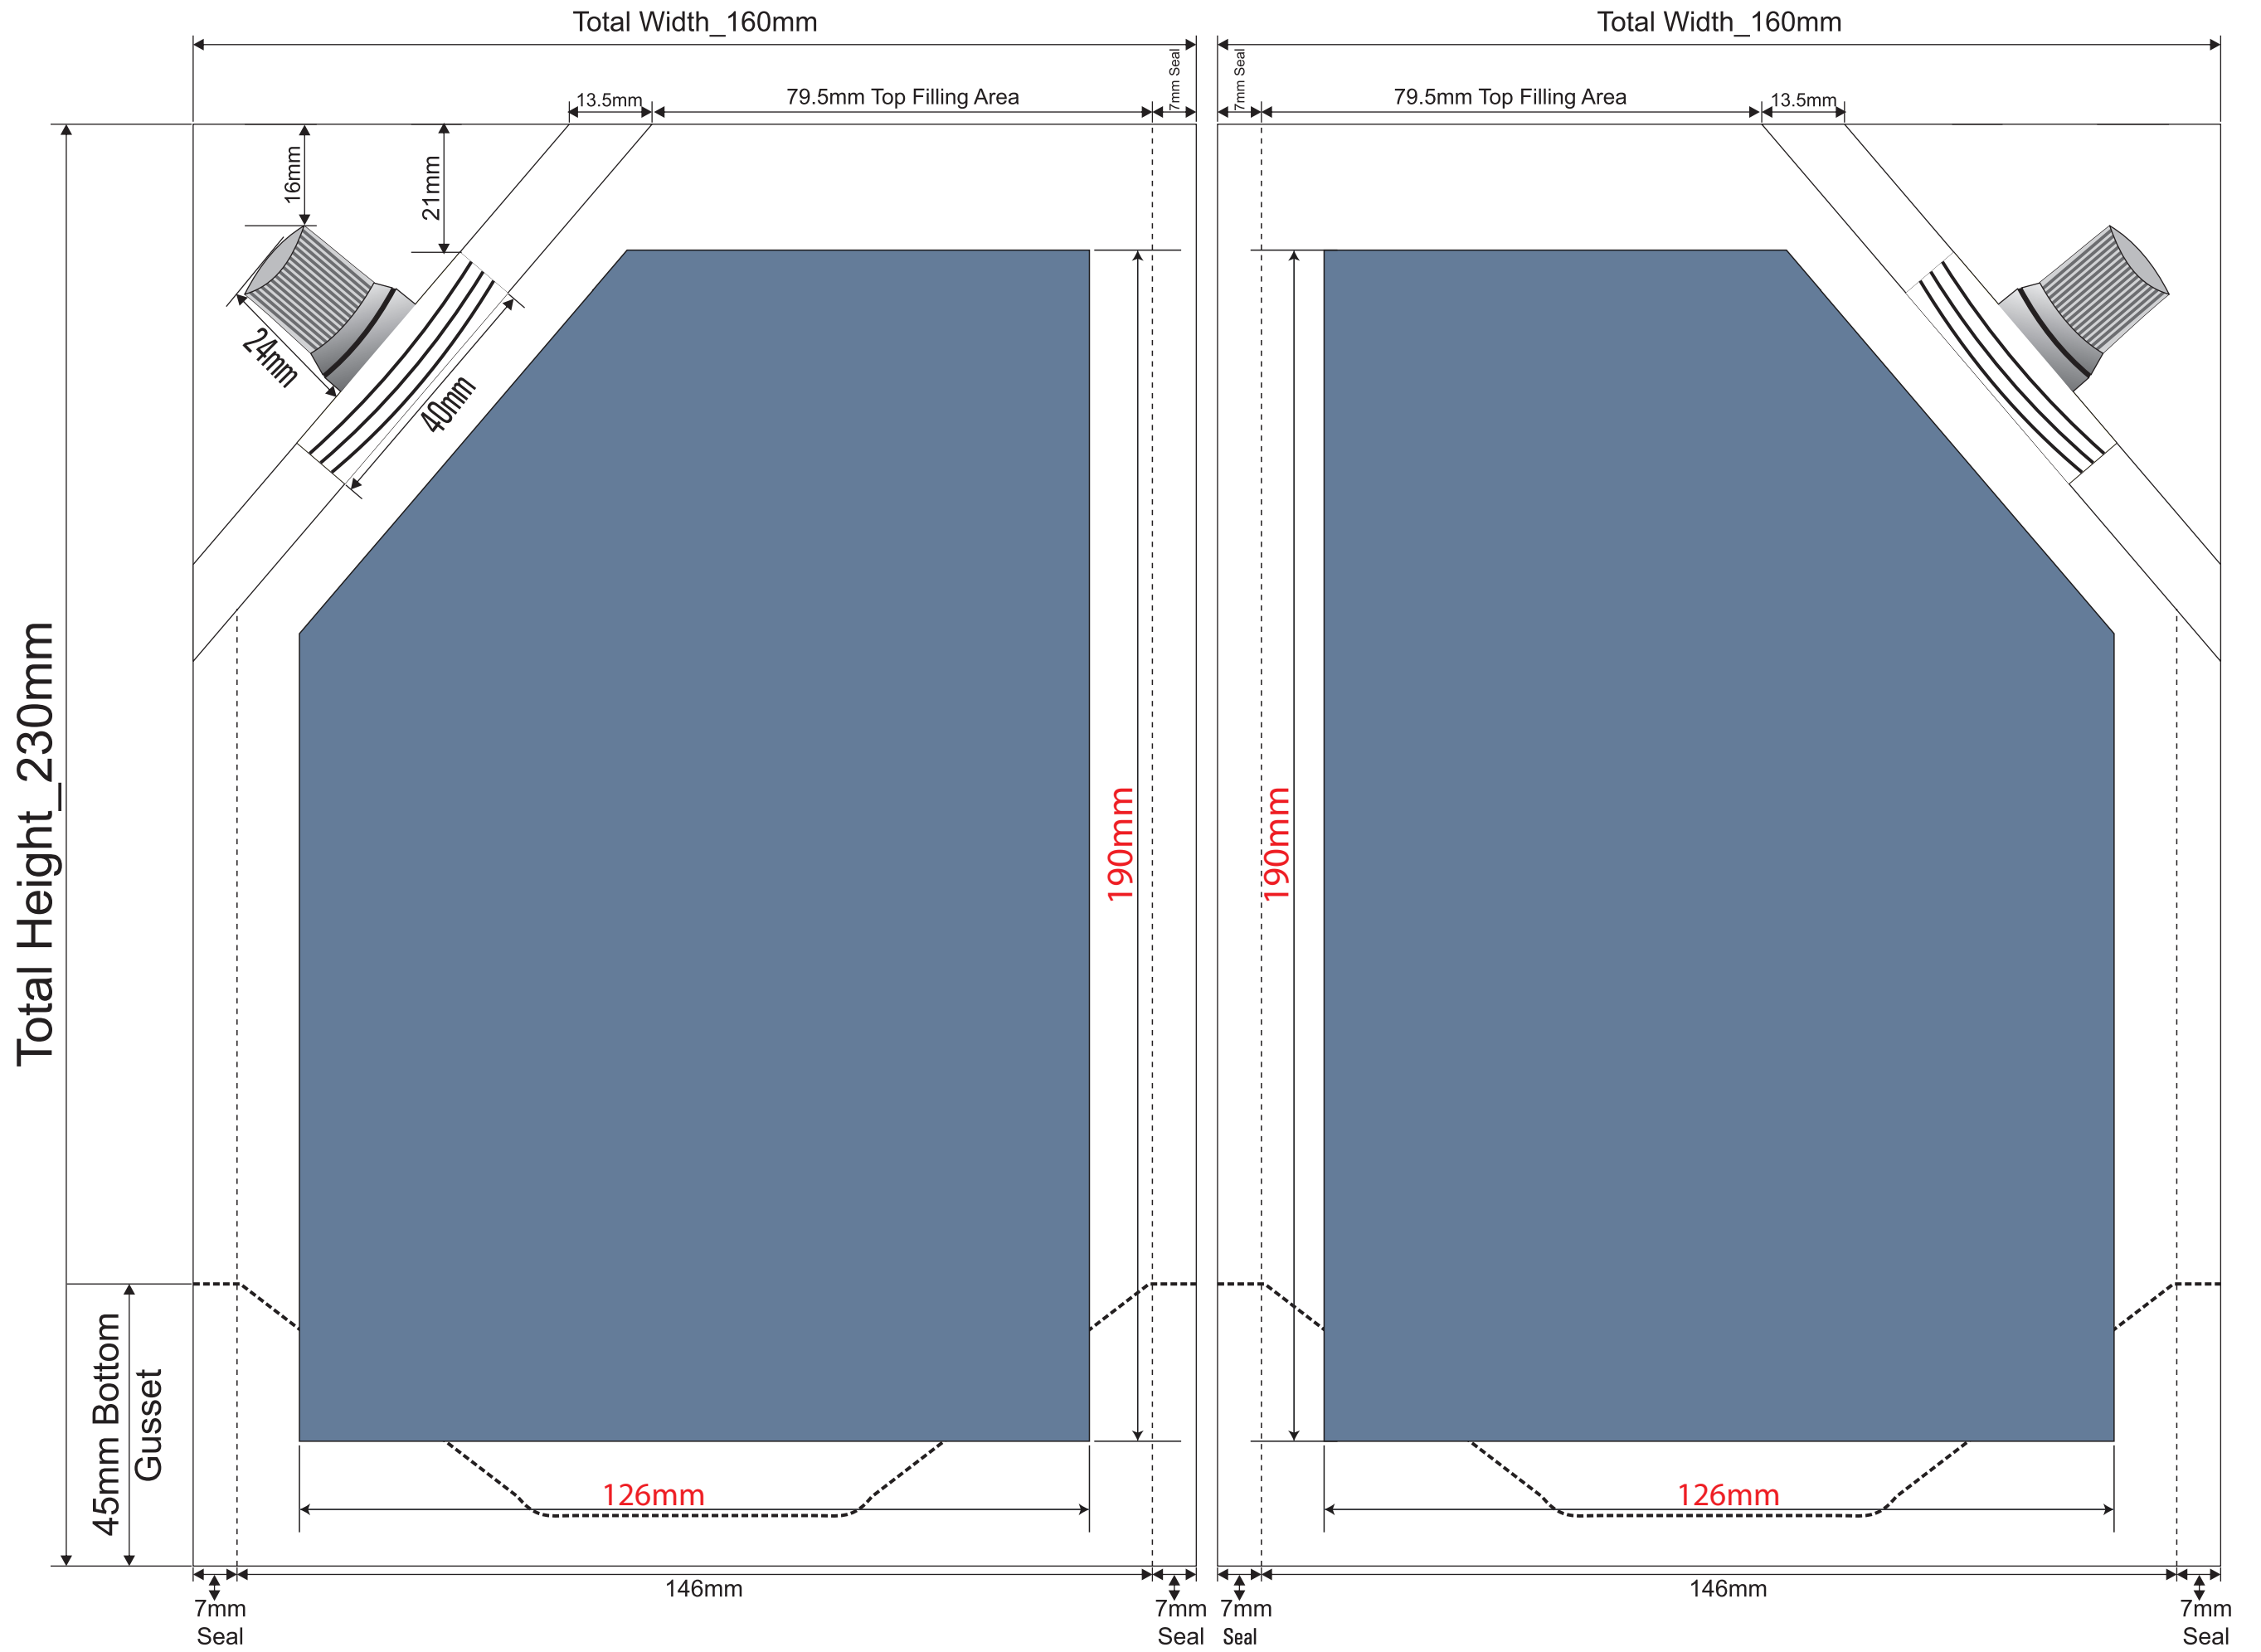 Total Width_160mm
Total Width_160mm
13.5mm
79.5mm Top Filling Area
7mm Seal
7mm Seal
79.5mm Top Filling Area
13.5mm
16mm
21mm
24mm
40mm
Total Height_230mm
190mm
190mm
45mm Bottom
Gusset
126mm
126mm
146mm
146mm
7mm
Seal
7mm
Seal
7mm
Seal
7mm
Seal